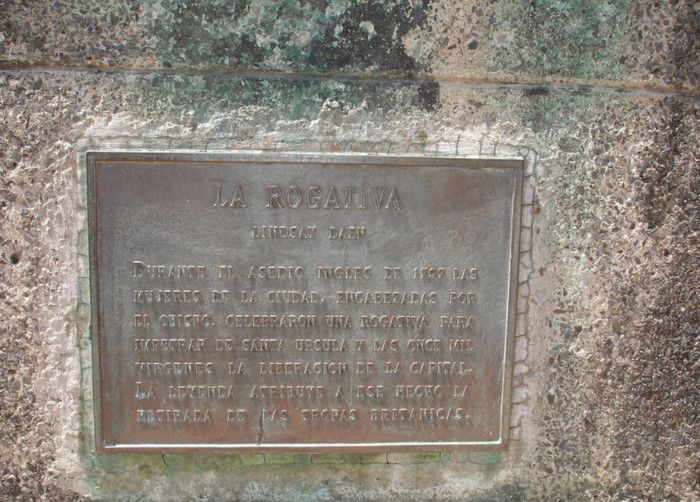 LA ROGATIVA
LINDSAY DAEN
DURANTE EL ASEDIO INGLES DE 1797 LAS
MUJERES DE LA CIUDAD, ENCABESADAS POR
EL OBISPO, CELEBRARON UNA ROGATIVA PARA
IMPETRAR DE SANTA URSULA Y LAS ONCE MIL
VIRGENES LA LIBERACION DE LA CAPITAL.
LA LEYENDA ATRIBUYE A ESE HECHO LA
RETIRADA DE LAS TROPAS BRITANICAS.